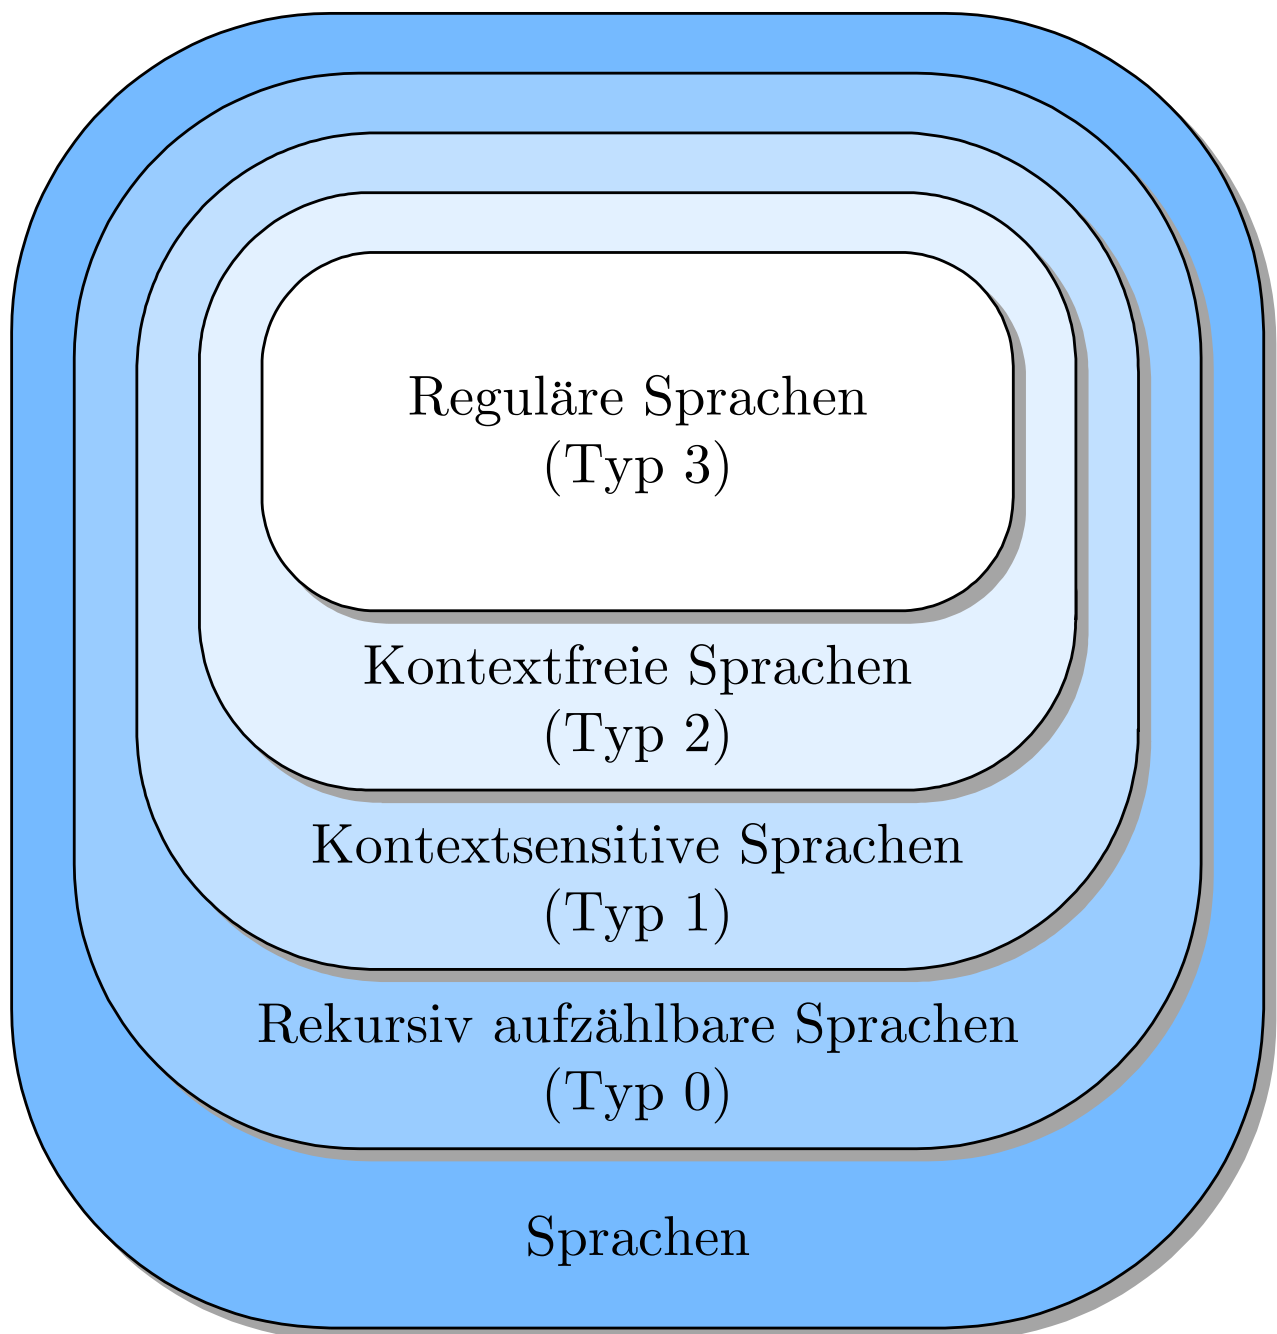 Reguläre Sprachen
(Typ 3)
Kontextfreie Sprachen
(Typ 2)
Kontextsensitive Sprachen
(Typ 1)
Rekursiv aufzählbare Sprachen
(Typ 0)
Sprachen